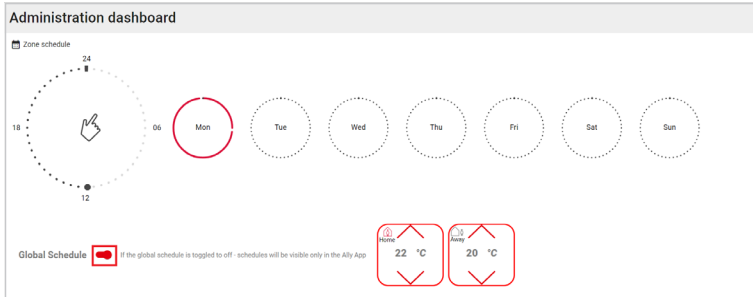 Administration dashboard
Zone schedule
24
18
06
12
Mon
Tue
Wed
Thu
Fri
Sat
Sun
Global Schedule
If the global schedule is toggled to off - schedules will be visible only in the Ally App
Home
22 °C
Away
20 °C